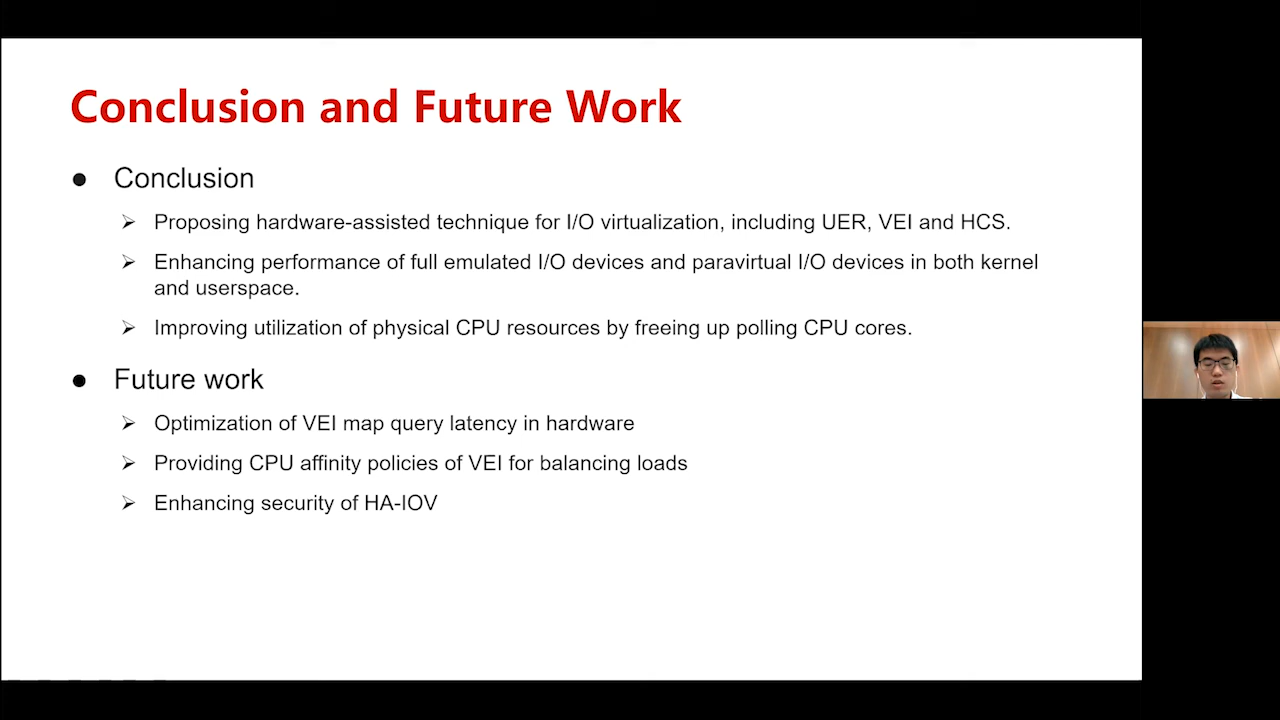 Conclusion and Future Work
● Conclusion
➢ Proposing hardware-assisted technique for I/O virtualization, including UER, VEI and HCS.
➢ Enhancing performance of full emulated I/O devices and paravirtual I/O devices in both kernel
and userspace.
➢ Improving utilization of physical CPU resources by freeing up polling CPU cores.
● Future work
➢ Optimization of VEI map query latency in hardware
➢ Providing CPU affinity policies of VEI for balancing loads
➢ Enhancing security of HA-IOV